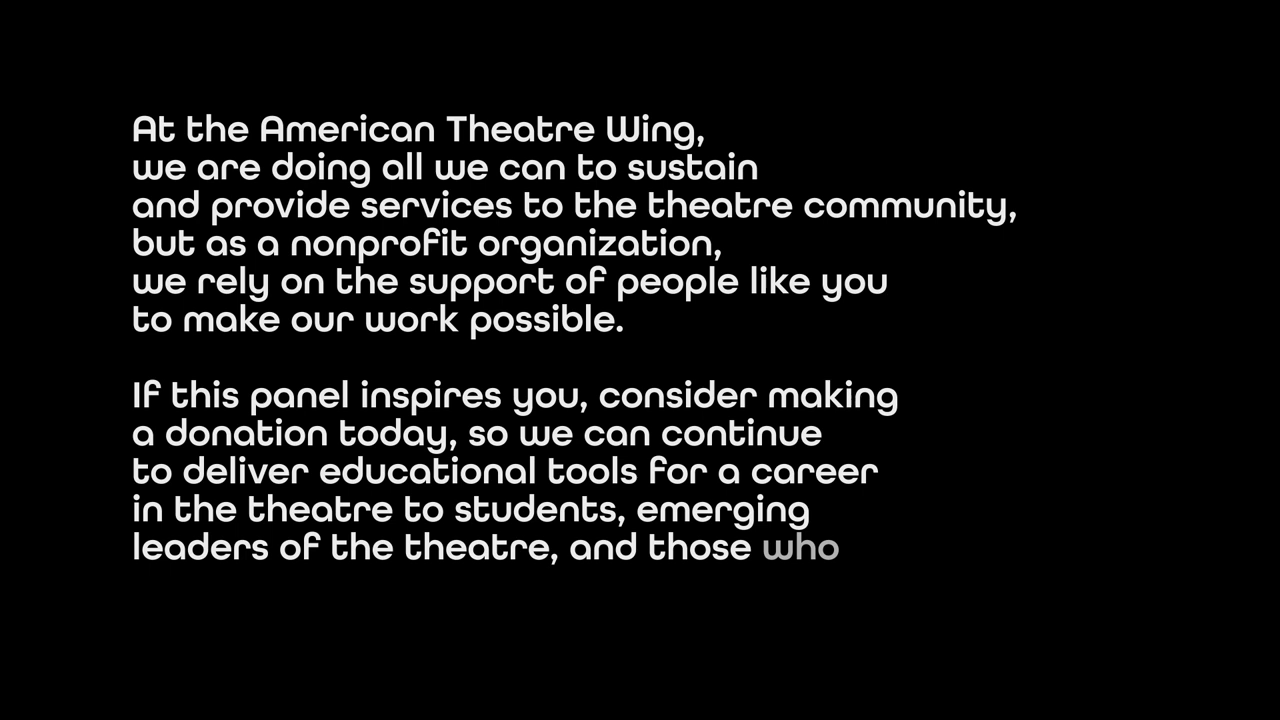 At the American Theatre Wing,
we are doing all we can to sustain
and provide services to the theatre community,
but as a nonprofit organization,
we rely on the support of people like you
to make our work possible.
If this panel inspires you, consider making
a donation today, so we can continue
to deliver educational tools for a career
in the theatre to students, emerging
leaders of the theatre, and those who